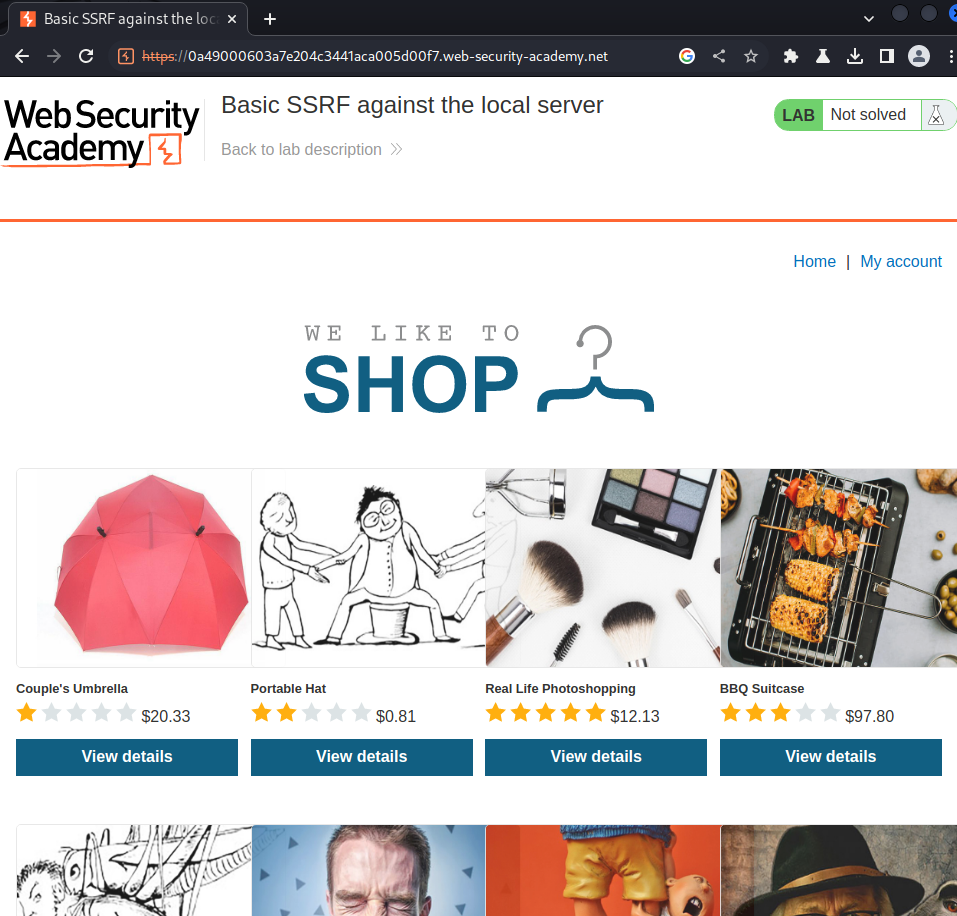 Basic SSRF against the loc
https://0a49000603a7e204c3441aca005d00f7.web-security-academy.net
Web Security
Academy
Basic SSRF against the local server
Back to lab description
LAB
Not solved
Home | My account
WE LIKE TO
SHOP
Couple's Umbrella
$20.33
View details
Portable Hat
$0.81
View details
Real Life Photoshopping
$12.13
View details
BBQ Suitcase
$97.80
View details